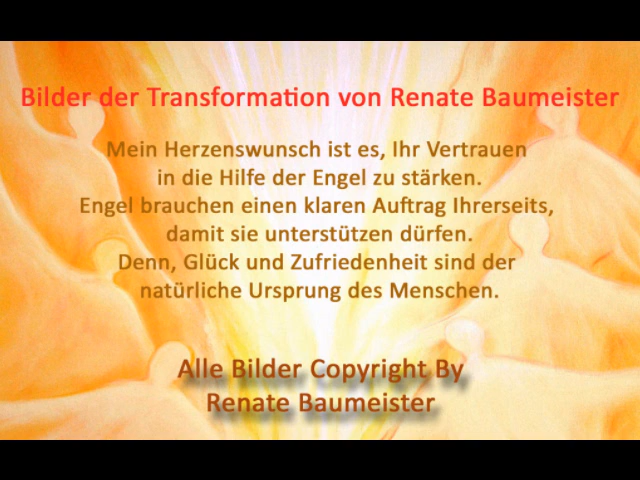 Bilder der Transformation von Renate Baumeister
Mein Herzenswunsch ist es, Ihr Vertrauen
in die Hilfe der Engel zu stärken.
Engel brauchen einen klaren Auftrag Ihrerseits,
damit sie unterstützen dürfen.
Denn, Glück und Zufriedenheit sind der
natürliche Ursprung des Menschen.
Alle Bilder Copyright By
Renate Baumeister